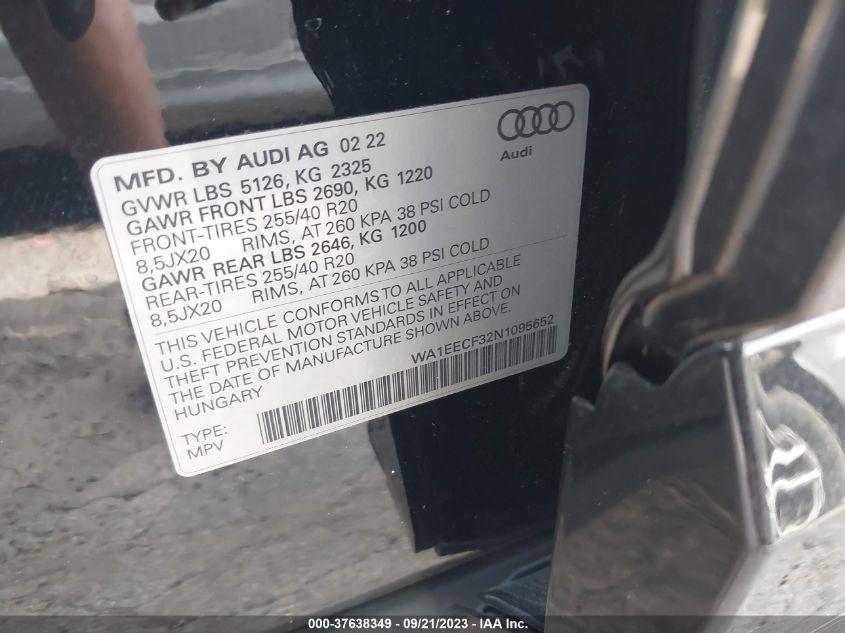 MFD. BY AUDI AG 02 22
GVWR LBS 5126, KG 2325
GAWR FRONT LBS 2690, KG 1220
FRONT-TIRES 255/40 R20
8,5JX20 RIMS, AT 260 KPA 38 PSI COLD
GAWR REAR LBS 2646, KG 1200
REAR-TIRES 255/40 R20
8,5JX20 RIMS, AT 260 KPA 38 PSI COLD
Audi
THIS VEHICLE CONFORMS TO ALL APPLICABLE
U.S. FEDERAL MOTOR VEHICLE SAFETY AND
THEFT PREVENTION STANDARDS IN EFFECT ON
THE DATE OF MANUFACTURE SHOWN ABOVE.
HUNGARY
WA1EECF32N1095652
TYPE:
MPV
000-37638349 - 09/21/2023 - IAA Inc.